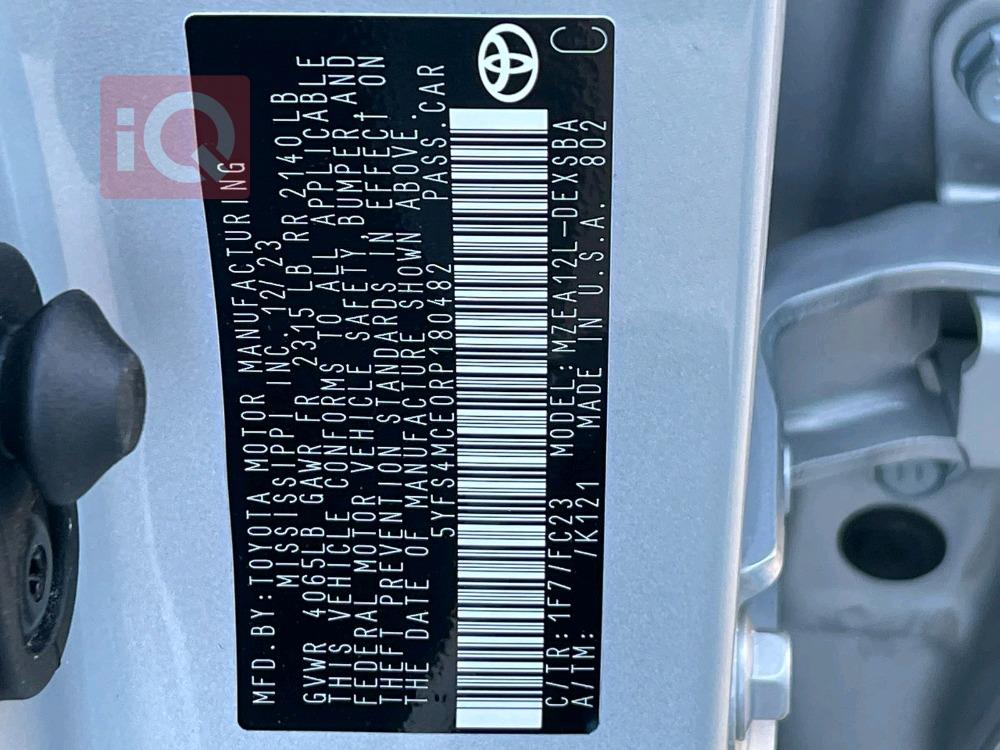 iQ
MFD.BY:TOYOTA MOTOR MANUFACTURING
MISSISSIPPI INC.12/23
GVWR 4065LB GAWR FR 2315 LB RR 2140LB
THIS VEHICLE CONFORMS TO ALL APPLICABLE
FEDERAL MOTOR VEHICLE SAFETY, BUMPER,AND
THEFT PREVENTION STANDARDS IN EFFECT ON
THE DATE OF MANUFACTURE SHOWN ABOVE.
5YFS4MCE0RP180482 PASS.CAR
C/TR:1F7/FC23 MODEL:MZEA12L-DEXSBA
A/TM: /K121 MADE IN U.S.A. 802
C